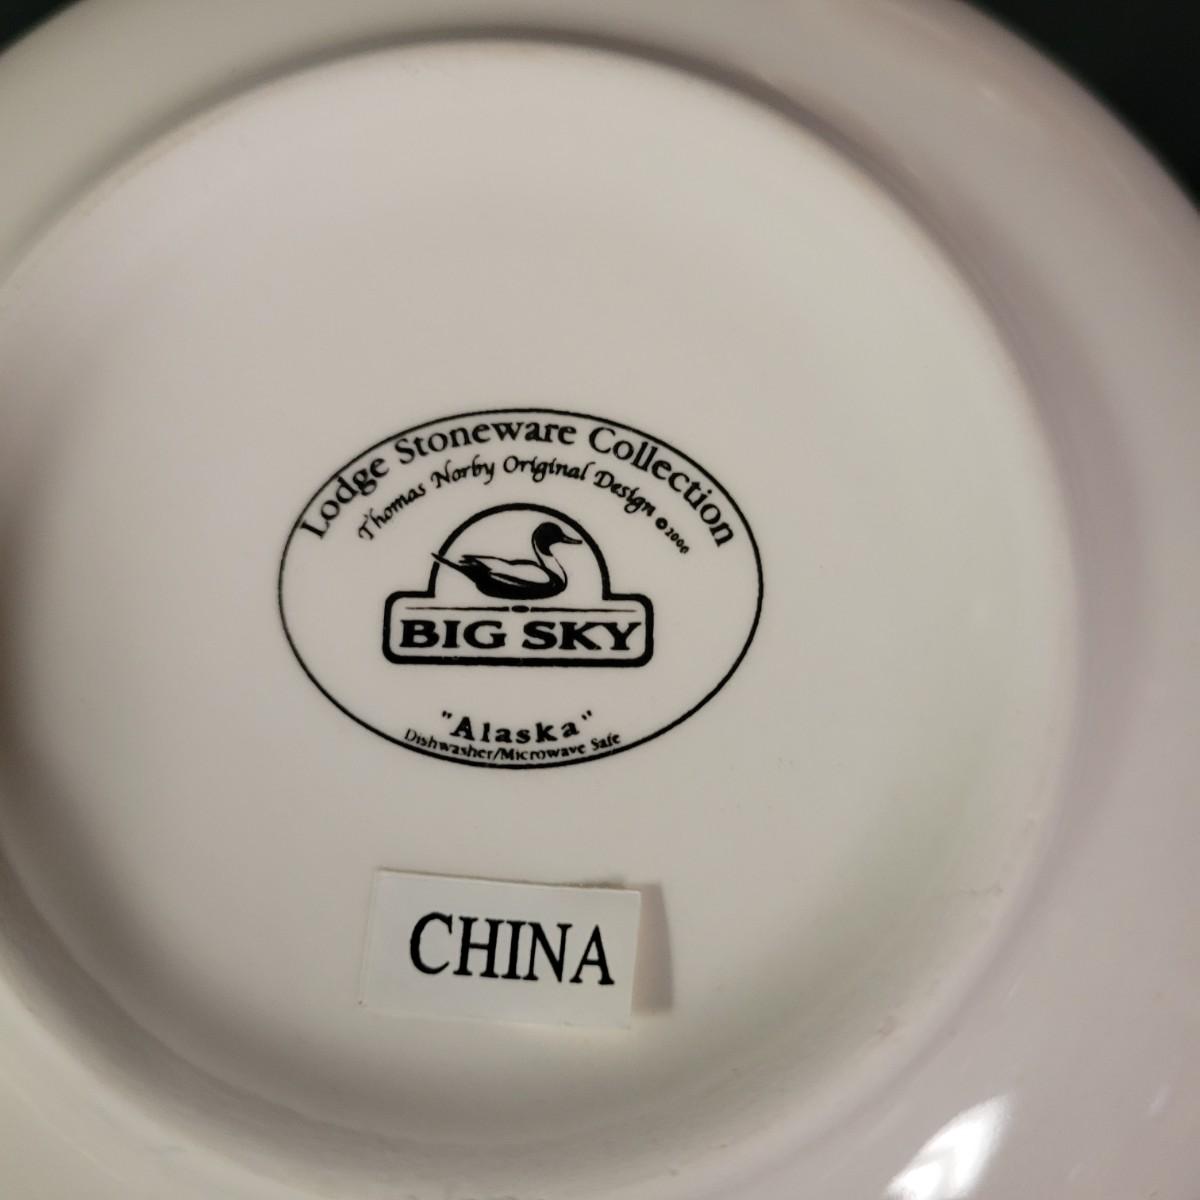 Lodge Stoneware Collection
Thomas Norby Original Design © 2000
BIG SKY
"Alaska"
Dishwasher/Microwave Safe
CHINA